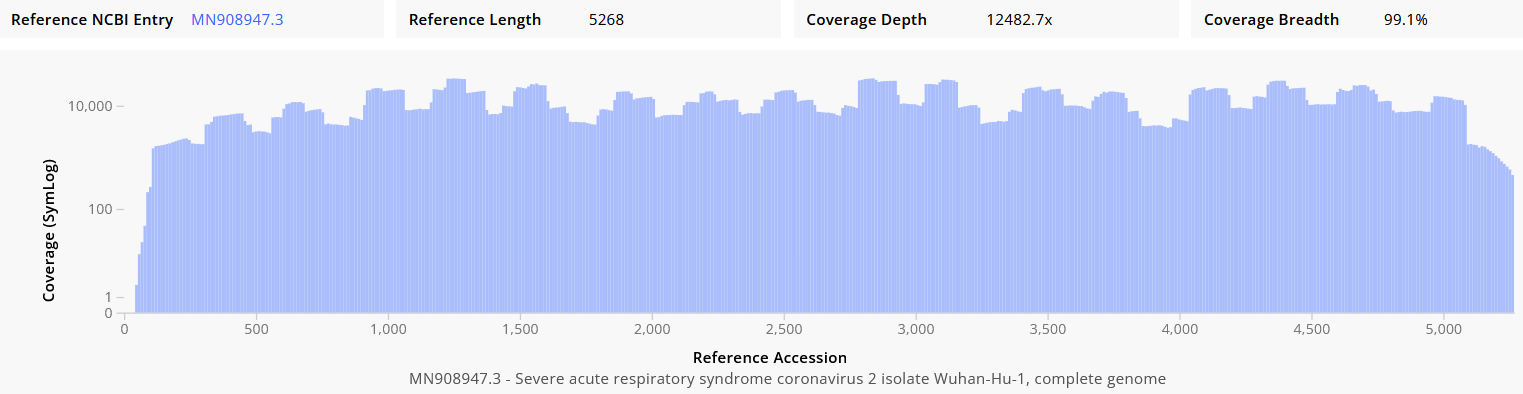 Reference NCBI Entry MN908947.3 Reference Length 5268 Coverage Depth 12482.7x Coverage Breadth 99.1%
10,000
100
1
0
Coverage (SymLog)
0 500 1,000 1,500 2,000 2,500 3,000 3,500 4,000 4,500 5,000
Reference Accession
MN908947.3 - Severe acute respiratory syndrome coronavirus 2 isolate Wuhan-Hu-1, complete genome